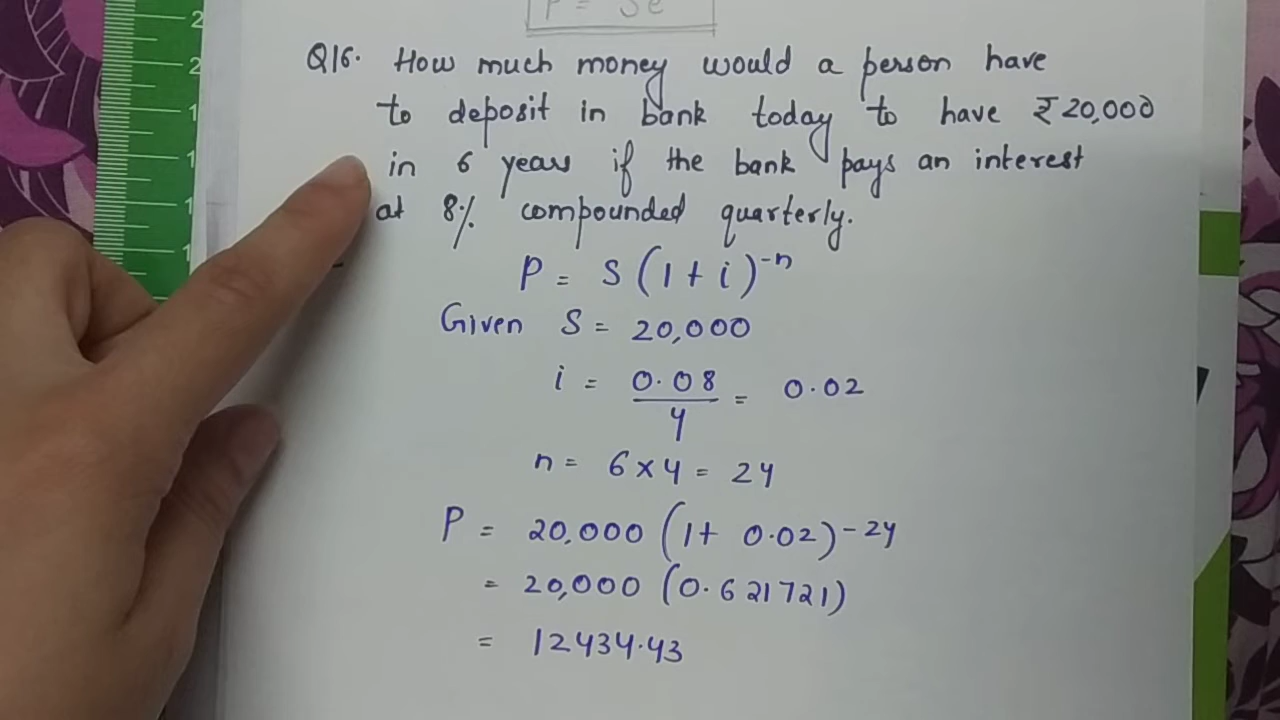 P = Se
Q16. How much money would a person have
to deposit in bank today to have ₹20,000
in 6 years if the bank pays an interest
at 8% compounded quarterly.
P = S(1+i)⁻ⁿ
Given S = 20,000
i = 0.08/4 = 0.02
n = 6×4 = 24
P = 20,000 (1+ 0.02)⁻²⁴
= 20,000 (0.621721)
= 12434.43